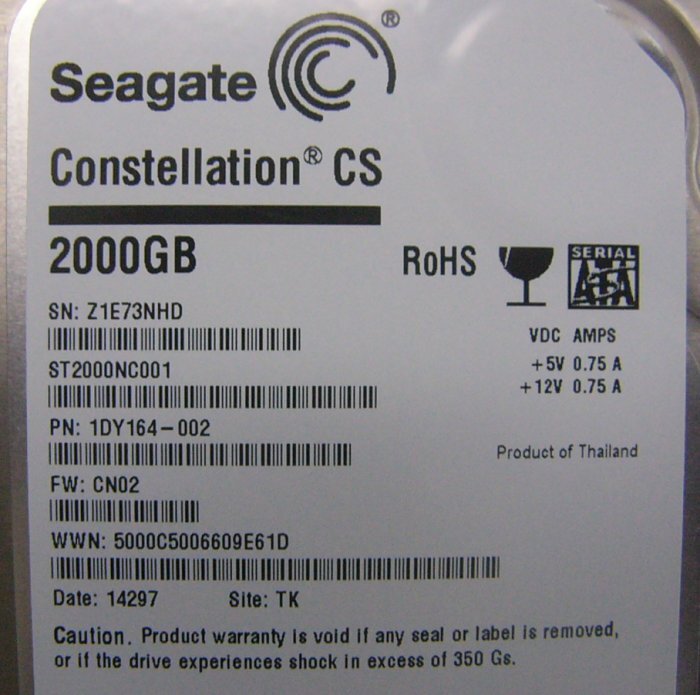 Seagate®
Constellation® CS
2000GB
RoHS
SERIAL
ATA
SN: Z1E73NHD
VDC AMPS
ST2000NC001
+5V 0.75 A
+12V 0.75 A
PN: 1DY164-002
Product of Thailand
FW: CN02
WWN: 5000C5006609E61D
Date: 14297 Site: TK
Caution. Product warranty is void if any seal or label is removed,
or if the drive experiences shock in excess of 350 Gs.